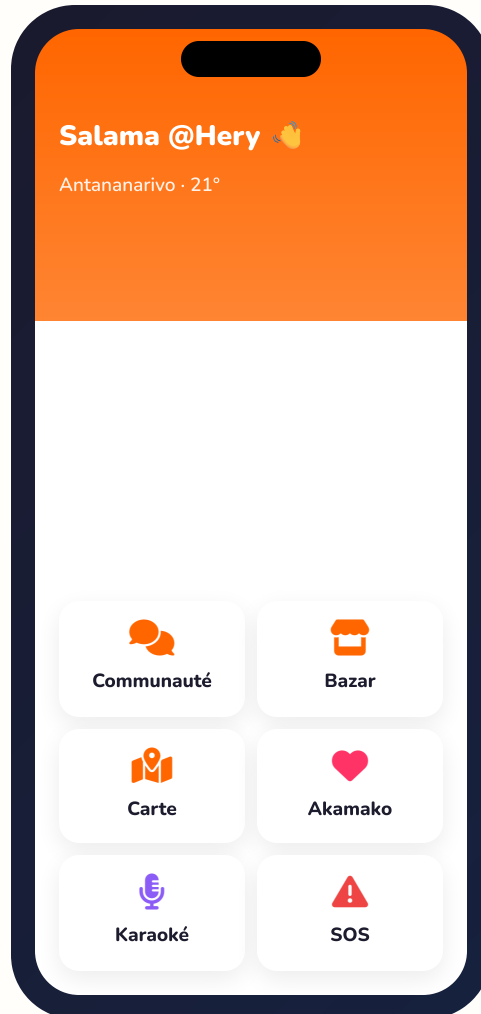 Salama @Hery 👋
Antananarivo · 21°
Communauté
Bazar
Carte
Akamako
Karaoké
SOS